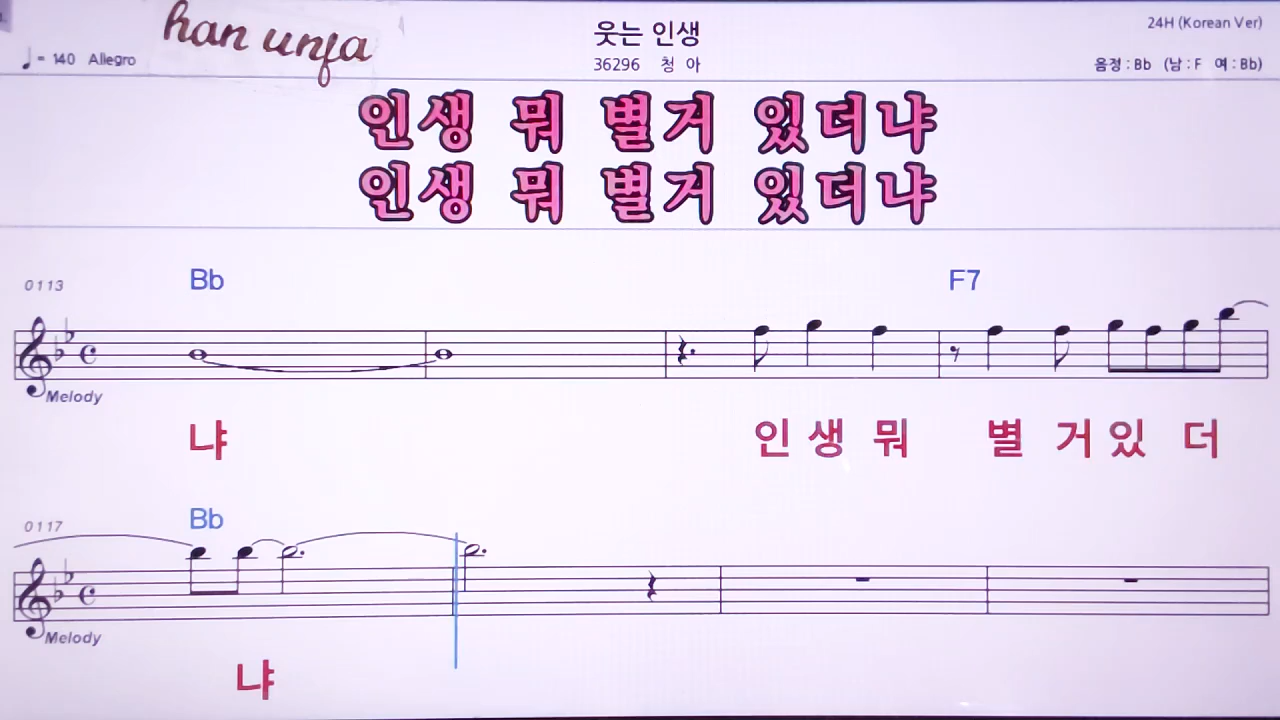 han unja
웃는 인생
24H (Korean Ver)
♩= 140 Allegro
36296 청 아
음정 : Bb (남 : F 여 : Bb)
인생 뭐 별거 있더냐
인생 뭐 별거 있더냐
0113
Bb
F7
Melody
냐 인 생 뭐 별 거 있 더
0117
Bb
Melody
냐